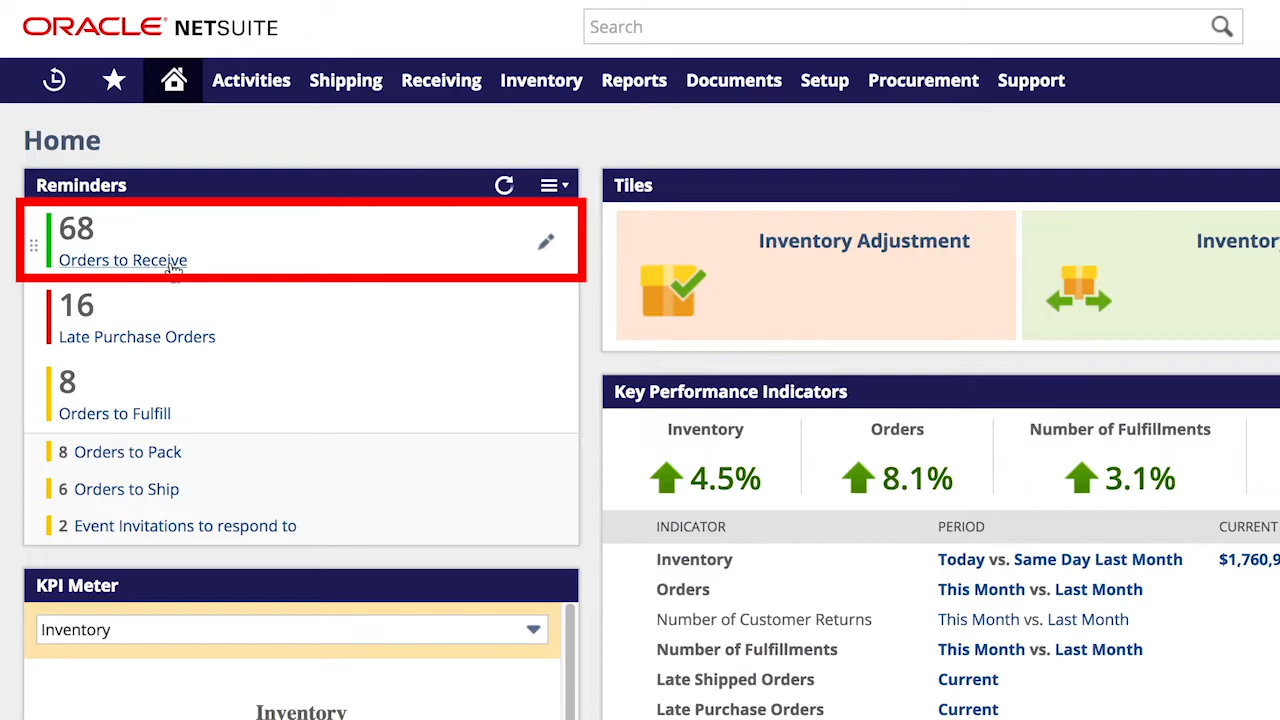 ORACLE NETSUITE
Search
Activities Shipping Receiving Inventory Reports Documents Setup Procurement Support
Home
Reminders
68
Orders to Receive
16
Late Purchase Orders
8
Orders to Fulfill
8 Orders to Pack
6 Orders to Ship
2 Event Invitations to respond to
KPI Meter
Inventory
Inventory
Tiles
Inventory Adjustment
Inventor
Key Performance Indicators
Inventory Orders Number of Fulfillments
4.5% 8.1% 3.1%
INDICATOR PERIOD CURRENT
Inventory Today vs. Same Day Last Month $1,760,9
Orders This Month vs. Last Month
Number of Customer Returns This Month vs. Last Month
Number of Fulfillments This Month vs. Last Month
Late Shipped Orders Current
Late Purchase Orders Current